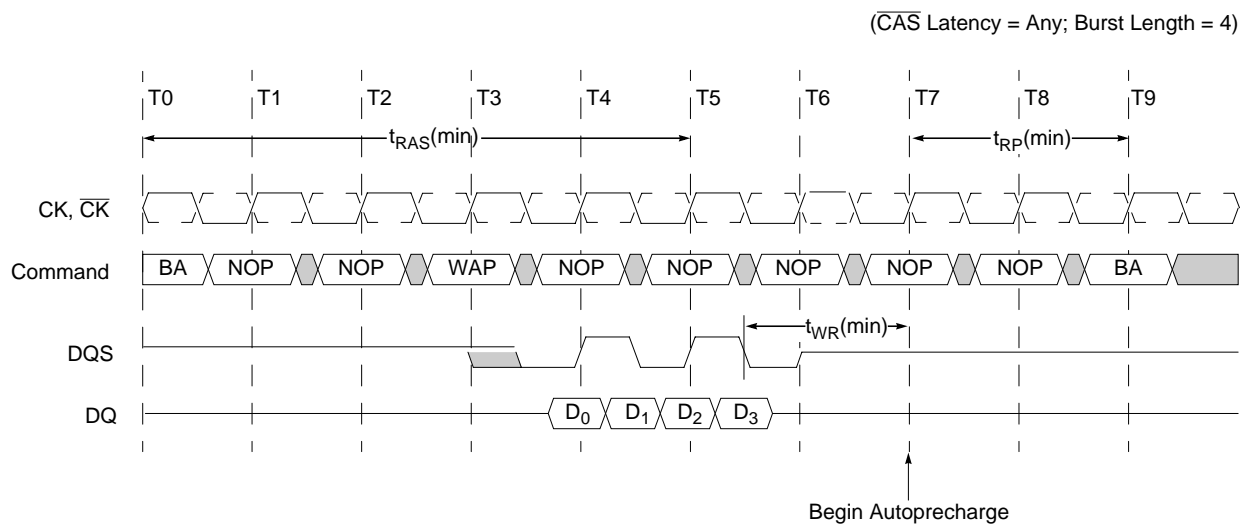 (C̅A̅S̅ Latency = Any; Burst Length = 4)
T0 T1 T2 T3 T4 T5 T6 T7 T8 T9
tRAS(min) tRP(min)
CK, C̅K̅
Command BA NOP NOP WAP NOP NOP NOP NOP NOP BA
tWR(min)
DQS
DQ D0 D1 D2 D3
Begin Autoprecharge